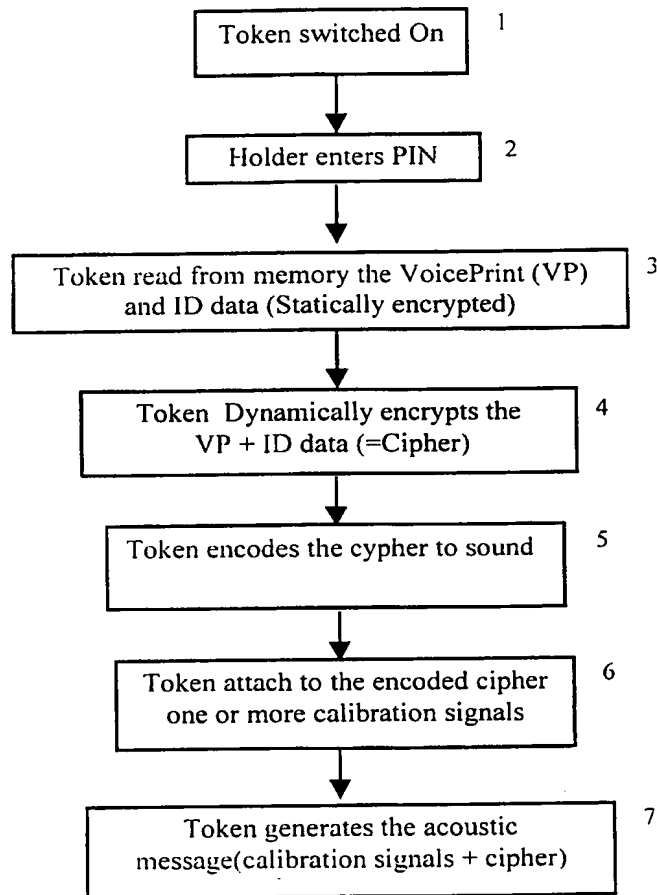 Token switched On 1
Holder enters PIN 2
Token read from memory the VoicePrint (VP) 3
and ID data (Statically encrypted)
Token Dynamically encrypts the 4
VP + ID data (=Cipher)
Token encodes the cypher to sound 5
Token attach to the encoded cipher 6
one or more calibration signals
Token generates the acoustic 7
message(calibration signals + cipher)